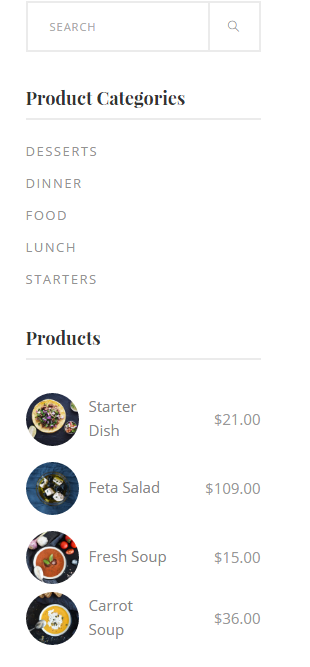 SEARCH
Product Categories
DESSERTS
DINNER
FOOD
LUNCH
STARTERS
Products
Starter
Dish
$21.00
Feta Salad $109.00
Fresh Soup $15.00
Carrot
Soup
$36.00